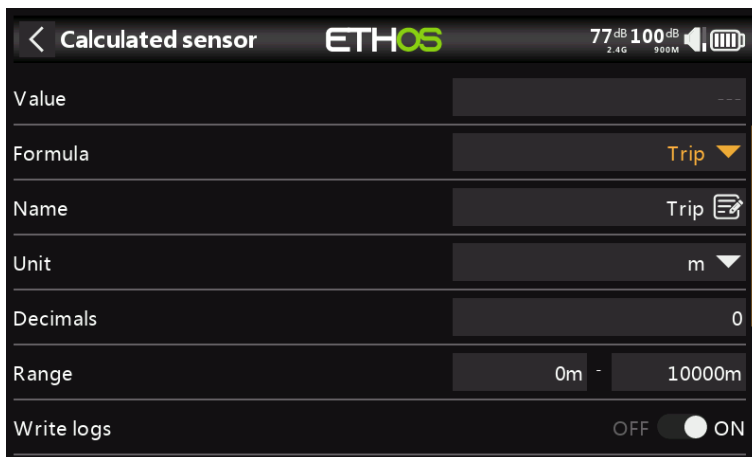 Calculated sensor ETHOS 77dB 2.4G 100dB 900M
Value ---
Formula Trip
Name Trip
Unit m
Decimals 0
Range 0m - 10000m
Write logs OFF ON